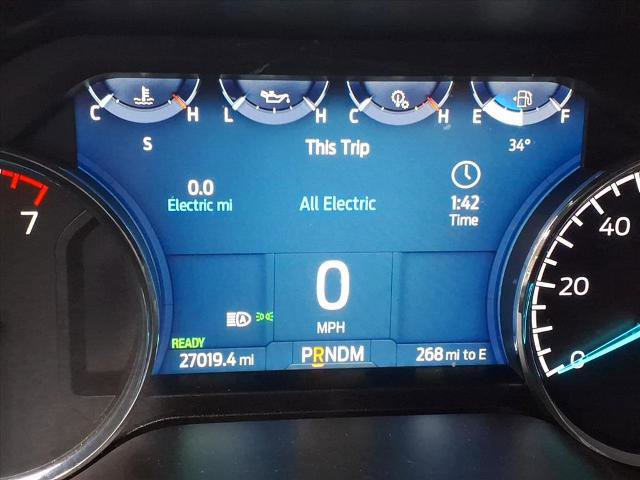 C H L H C H E F
S This Trip 34°
0.0
Electric mi
All Electric
1:42
Time
7
40
20
0
0
MPH
READY
27019.4 mi
PRNDM
268 mi to E